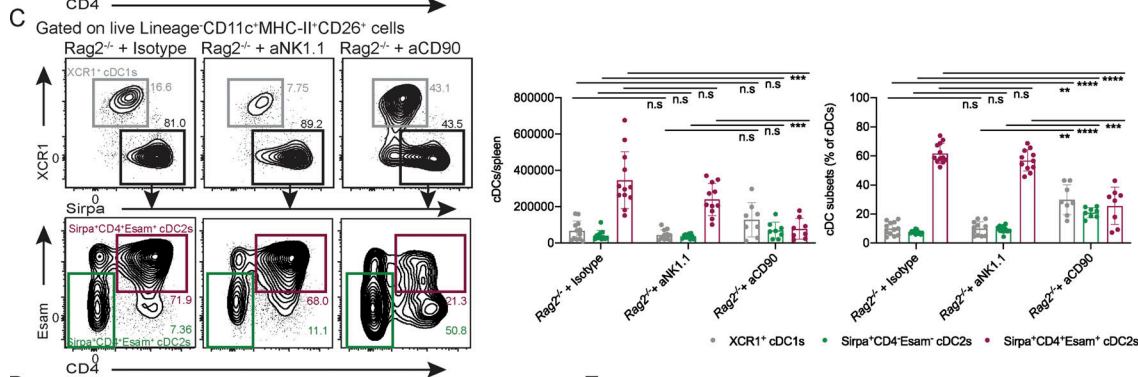 CD4
C
Gated on live Lineage⁻CD11c⁺MHC-II⁺CD26⁺ cells
Rag2⁻/⁻ + Isotype Rag2⁻/⁻ + aNK1.1 Rag2⁻/⁻ + aCD90
XCR1⁺ cDC1s
16.6 7.75 43.1
81.0 89.2 43.5
XCR1
0
0
Sirpa
Sirpa⁺CD4⁺Esam⁺ cDC2s
71.9 68.0 21.3
7.36 11.1 50.8
Sirpa⁺CD4⁻Esam⁻ cDC2s
Esam
0
0
CD4
***
n.s
n.s
n.s
n.s
***
n.s
n.s
800000
600000
400000
200000
0
cDCs/spleen
Rag2⁻/⁻ + Isotype
Rag2⁻/⁻+ aNK1.1
Rag2⁻/⁻ + aCD90
****
****
**
n.s
n.s
n.s
***
****
**
100
80
60
40
20
0
cDC subsets (% of cDCs)
Rag2⁻/⁻ + Isotype
Rag2⁻/⁻+ aNK1.1
Rag2⁻/⁻ + aCD90
XCR1⁺ cDC1s Sirpa⁺CD4⁻Esam⁻ cDC2s Sirpa⁺CD4⁺Esam⁺ cDC2s